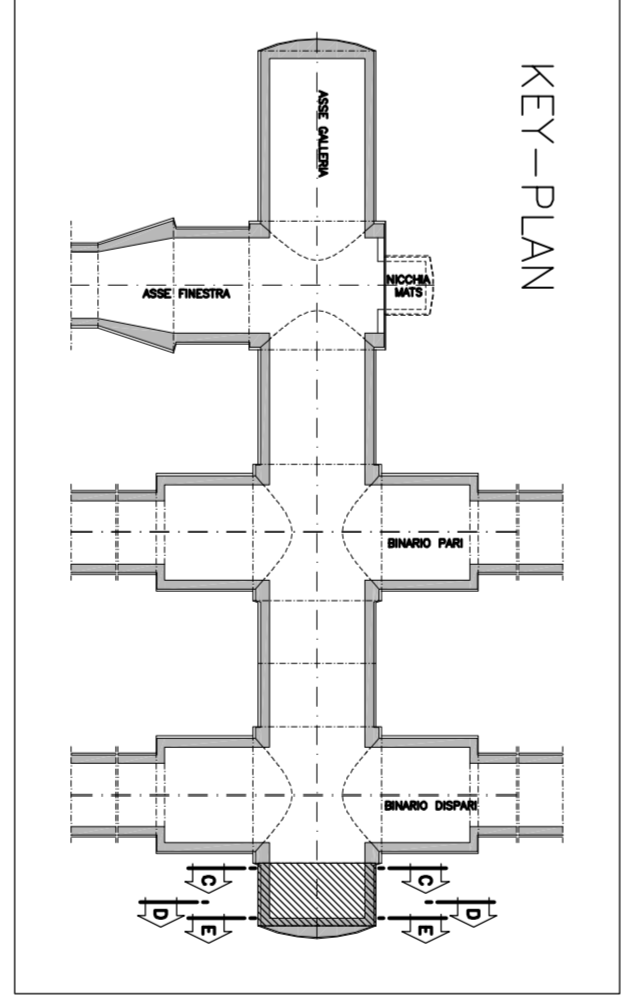 KEY-PLAN
ASSE GALLERIA
ASSE FINESTRA
NICCHIA
MATS
BINARIO PARI
BINARIO DISPARI
C
C
D
D
E
E